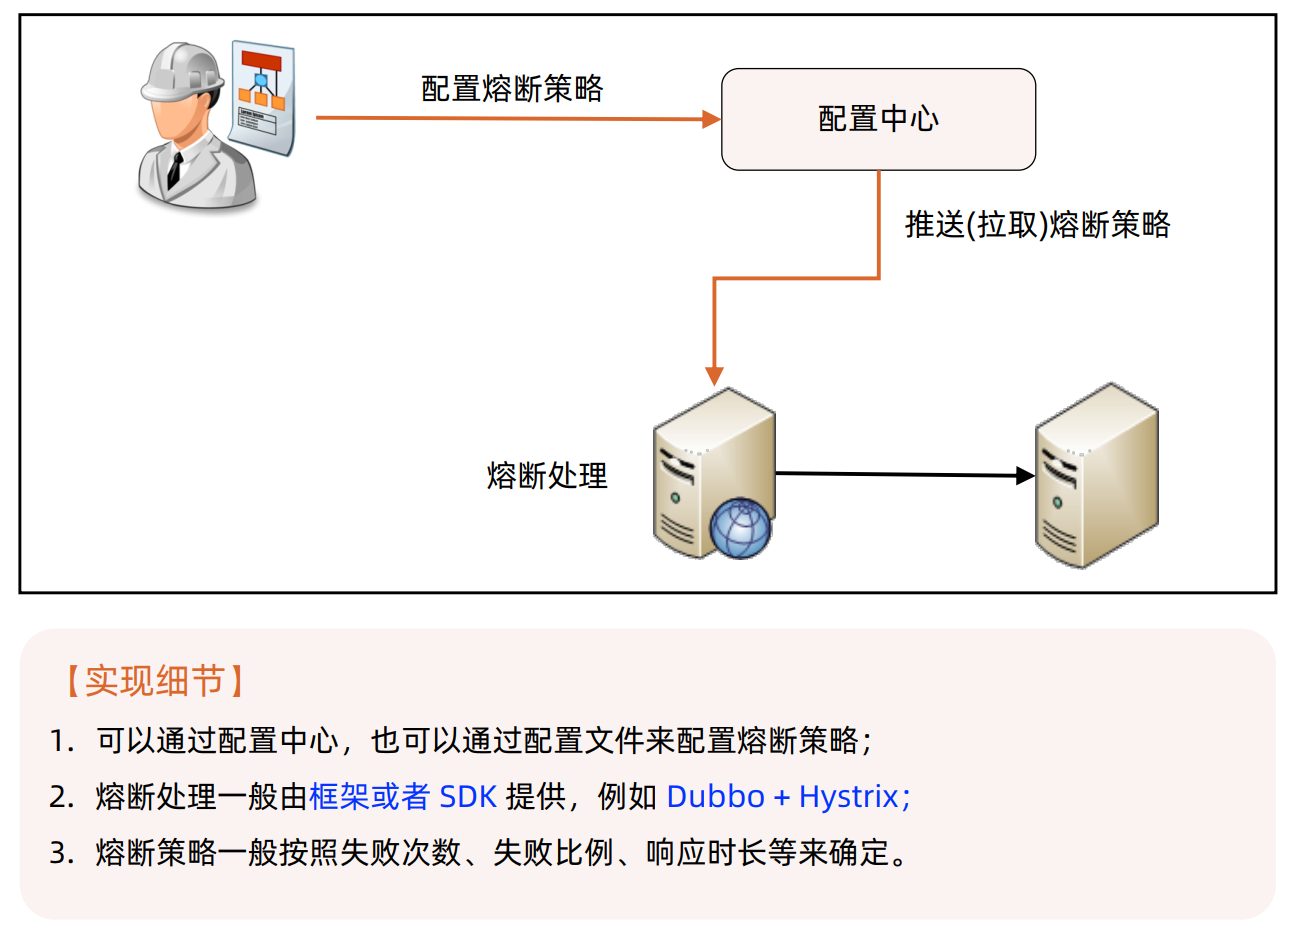 配置熔断策略
配置中心
推送(拉取)熔断策略
熔断处理
【实现细节】
1. 可以通过配置中心，也可以通过配置文件来配置熔断策略；
2. 熔断处理一般由框架或者 SDK 提供，例如 Dubbo + Hystrix；
3. 熔断策略一般按照失败次数、失败比例、响应时长等来确定。